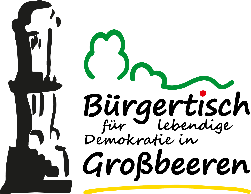 Bürgertisch
für lebendige
Demokratie in
Großbeeren